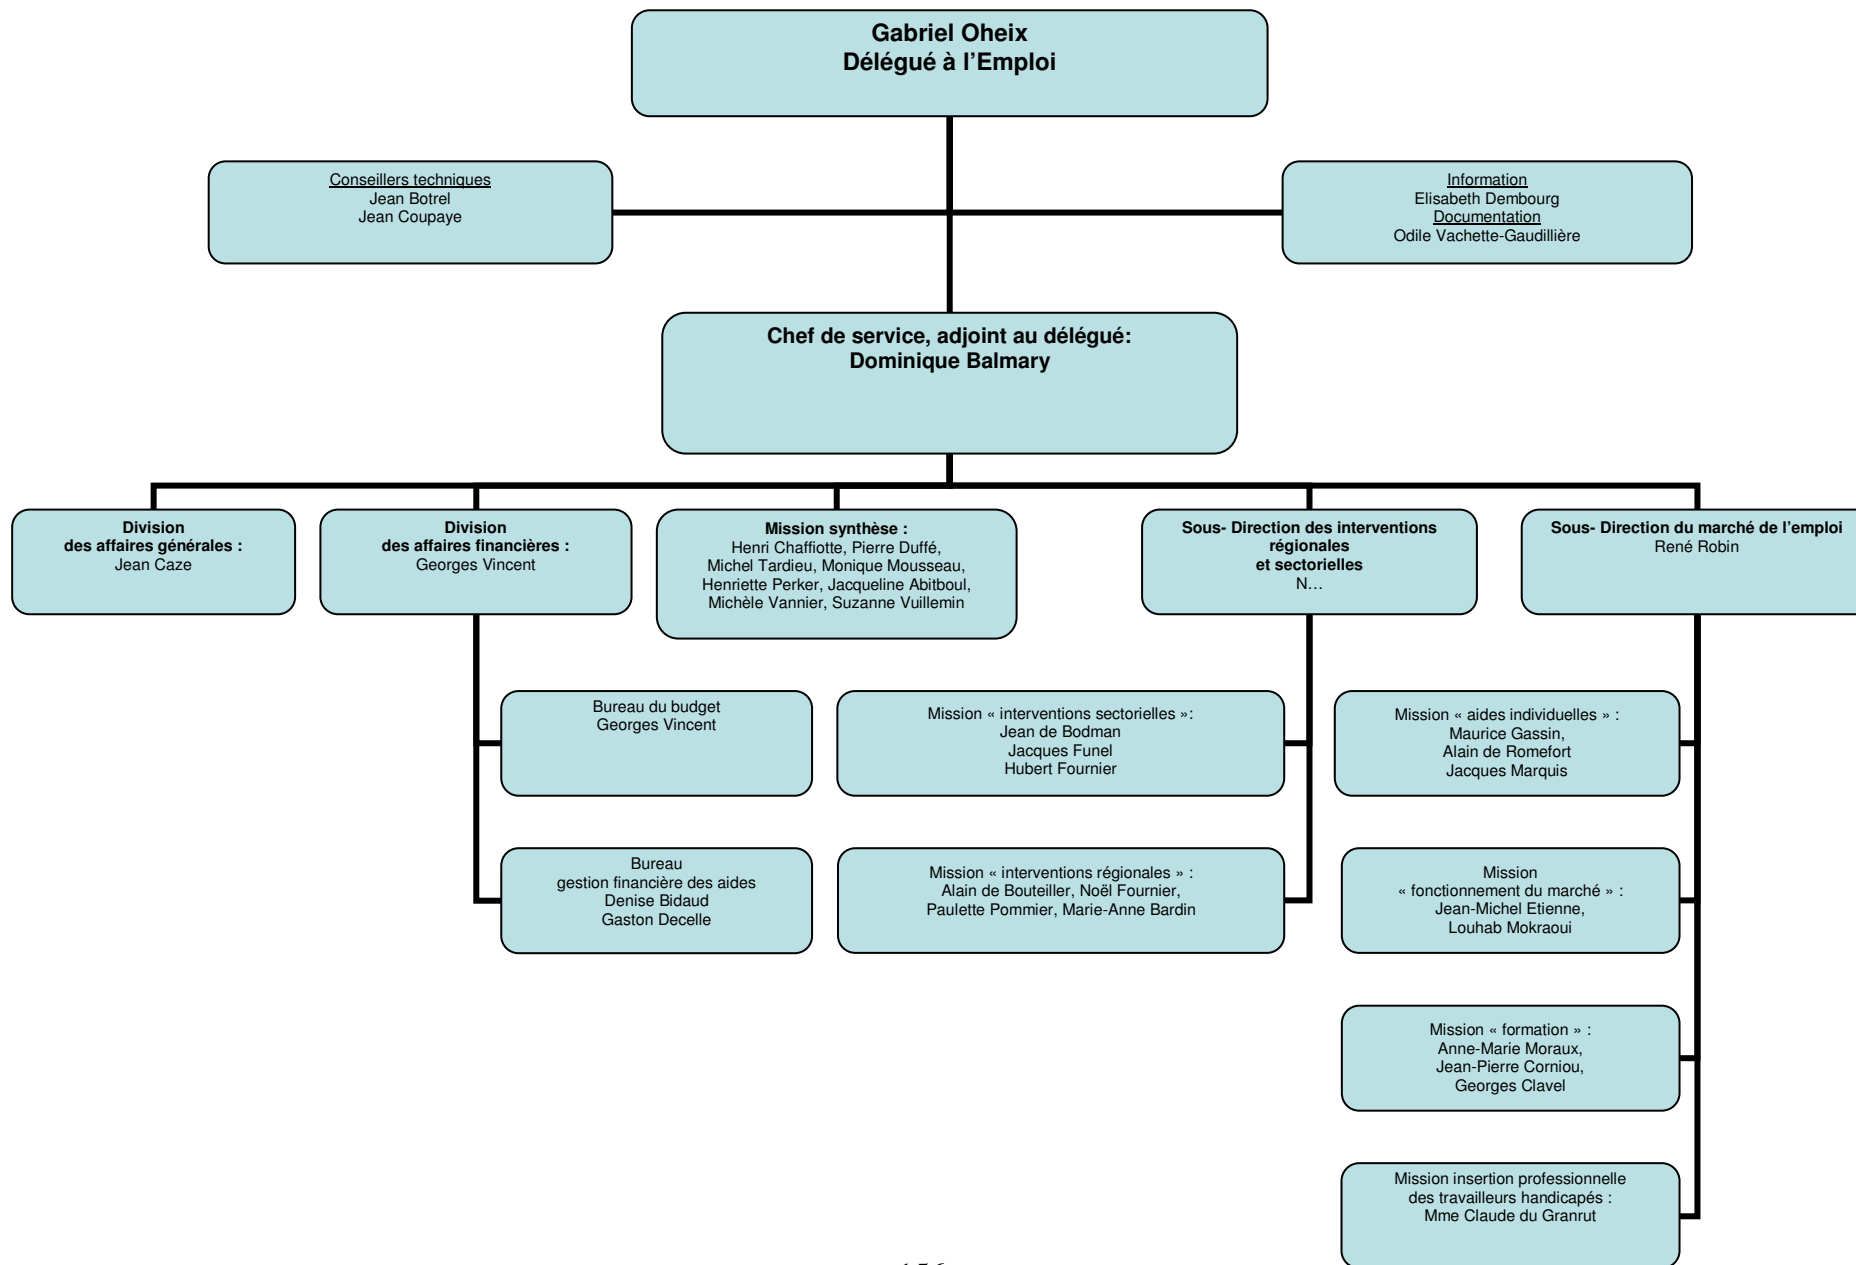 Gabriel Oheix
Délégué à l'Emploi
Conseillers techniques
Jean Botrel
Jean Coupaye
Information
Elisabeth Dembourg
Documentation
Odile Vachette-Gaudillière
Chef de service, adjoint au délégué:
Dominique Balmary
Division
des affaires générales :
Jean Caze
Division
des affaires financières :
Georges Vincent
Mission synthèse :
Henri Chaffiotte, Pierre Duffé,
Michel Tardieu, Monique Mousseau,
Henriette Perker, Jacqueline Abitboul,
Michèle Vannier, Suzanne Vuillemin
Sous- Direction des interventions
régionales
et sectorielles
N…
Sous- Direction du marché de l'emploi
René Robin
Bureau du budget
Georges Vincent
Mission « interventions sectorielles »:
Jean de Bodman
Jacques Funel
Hubert Fournier
Mission « aides individuelles » :
Maurice Gassin,
Alain de Romefort
Jacques Marquis
Bureau
gestion financière des aides
Denise Bidaud
Gaston Decelle
Mission « interventions régionales » :
Alain de Bouteiller, Noël Fournier,
Paulette Pommier, Marie-Anne Bardin
Mission
« fonctionnement du marché » :
Jean-Michel Etienne,
Louhab Mokraoui
Mission « formation » :
Anne-Marie Moraux,
Jean-Pierre Corniou,
Georges Clavel
Mission insertion professionnelle
des travailleurs handicapés :
Mme Claude du Granrut